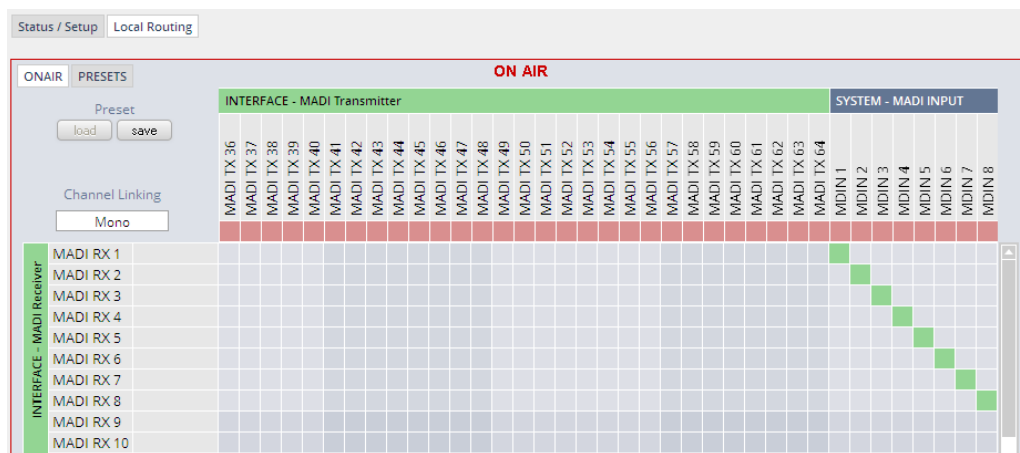 Status / Setup Local Routing
ON AIR
ONAIR PRESETS
Preset
load save
Channel Linking
Mono
INTERFACE - MADI Transmitter SYSTEM - MADI INPUT
MADI TX 36
MADI TX 37
MADI TX 38
MADI TX 39
MADI TX 40
MADI TX 41
MADI TX 42
MADI TX 43
MADI TX 44
MADI TX 45
MADI TX 46
MADI TX 47
MADI TX 48
MADI TX 49
MADI TX 50
MADI TX 51
MADI TX 52
MADI TX 53
MADI TX 54
MADI TX 55
MADI TX 56
MADI TX 57
MADI TX 58
MADI TX 59
MADI TX 60
MADI TX 61
MADI TX 62
MADI TX 63
MADI TX 64
MDIN 1
MDIN 2
MDIN 3
MDIN 4
MDIN 5
MDIN 6
MDIN 7
MDIN 8
INTERFACE - MADI Receiver
MADI RX 1
MADI RX 2
MADI RX 3
MADI RX 4
MADI RX 5
MADI RX 6
MADI RX 7
MADI RX 8
MADI RX 9
MADI RX 10